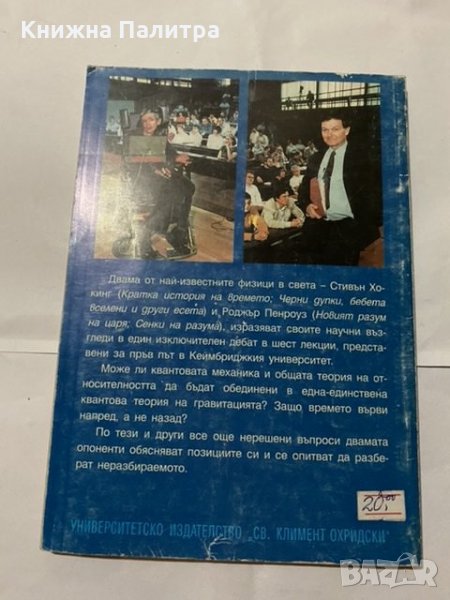 Книжна Палитра
Двама от най-известните физици в света – Стивън Хо-
кинг (Кратка история на времето; Черни дупки, бебета
вселени и други есета) и Роджър Пенроуз (Новият разум
на царя; Сенки на разума), изразяват своите научни въз-
гледи в един изключителен дебат в шест лекции, предста-
вени за пръв път в Кеймбриджкия университет.
Може ли квантовата механика и общата теория на от-
носителността да бъдат обединени в една-единствена
квантова теория на гравитацията? Защо времето върви
напред, а не назад?
По тези и други все още нерешени въпроси двамата
опоненти обясняват позициите си и се опитват да разбе-
рат неразбираемото.
20.00
УНИВЕРСИТЕТСКО ИЗДАТЕЛСТВО „СВ. КЛИМЕНТ ОХРИДСКИ"
BAZAR